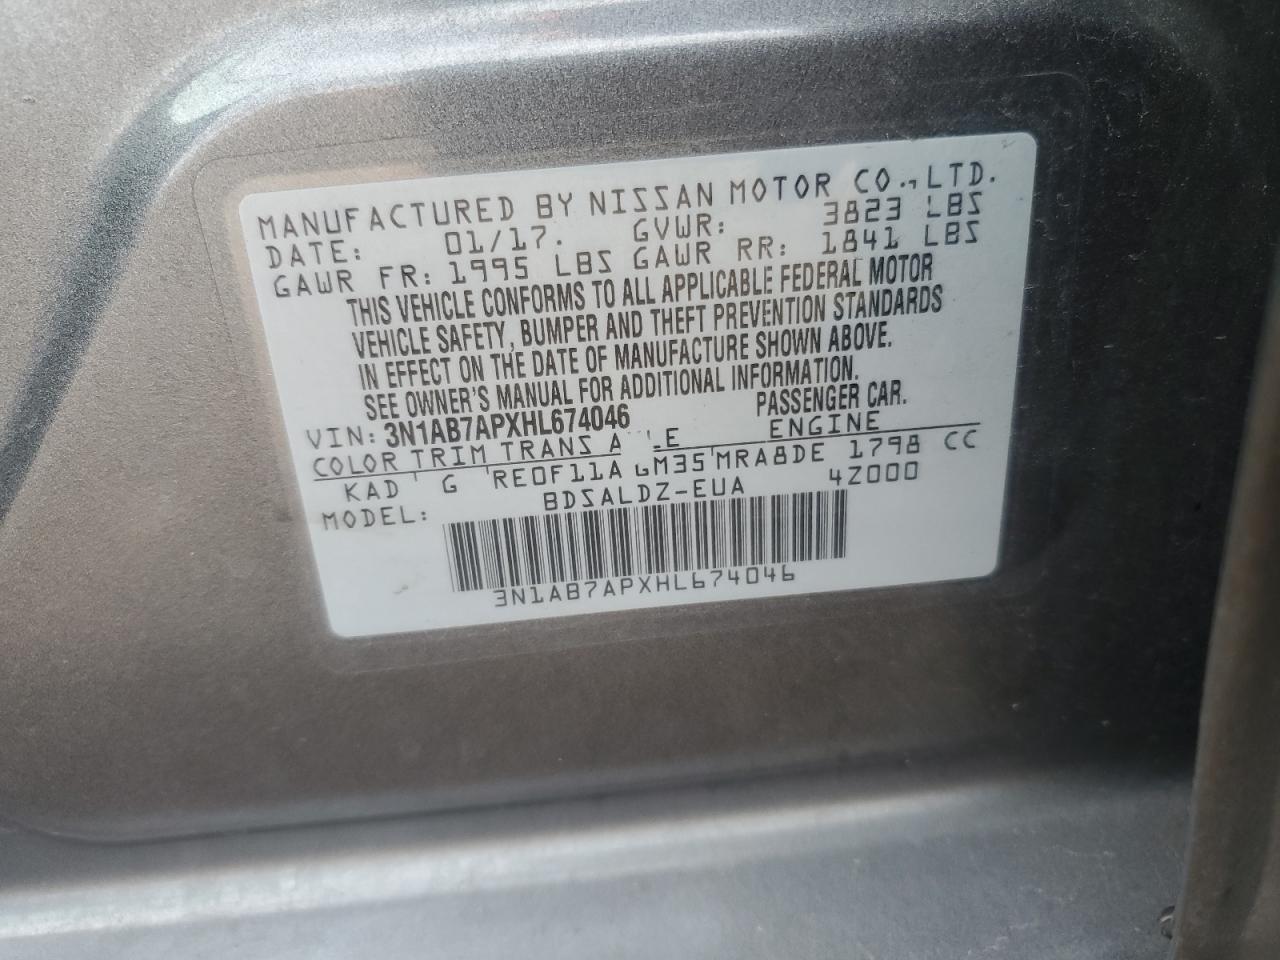 MANUFACTURED BY NISSAN MOTOR CO., LTD.
DATE: 01/17. GVWR: 3823 LBS
GAWR FR: 1995 LBS GAWR RR: 1841 LBS
THIS VEHICLE CONFORMS TO ALL APPLICABLE FEDERAL MOTOR
VEHICLE SAFETY, BUMPER AND THEFT PREVENTION STANDARDS
IN EFFECT ON THE DATE OF MANUFACTURE SHOWN ABOVE.
SEE OWNER'S MANUAL FOR ADDITIONAL INFORMATION.
VIN: 3N1AB7APXHL674046 PASSENGER CAR.
COLOR TRIM TRANS ENGINE
KAD G RE0F11A GM35 MRA8DE 1798 CC
MODEL: BDSALDZ-EUA 4Z000
3N1AB7APXHL674046